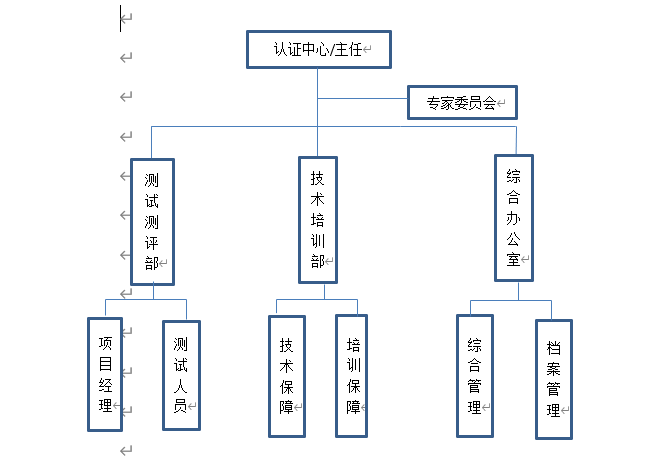 认证中心/主任
专家委员会
测试测评部
技术培训部
综合办公室
项目经理
测试人员
技术保障
培训保障
综合管理
档案管理